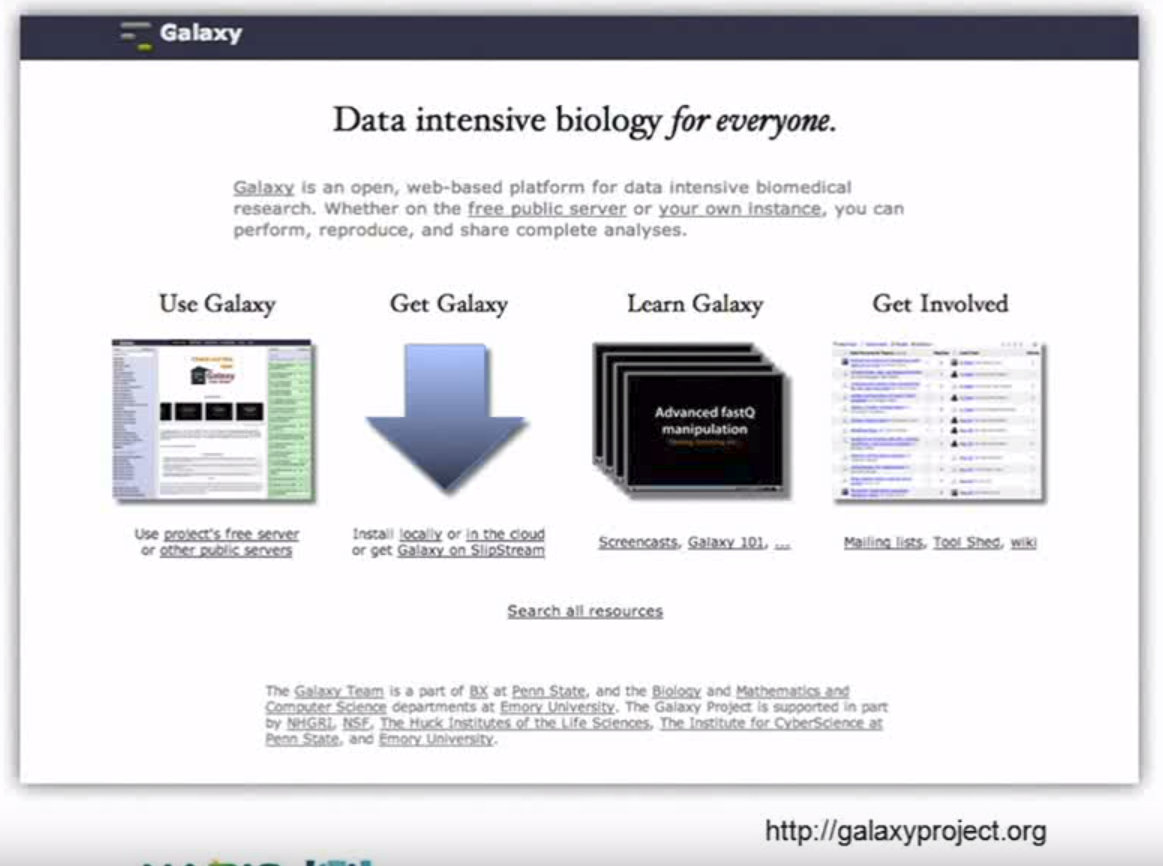 Galaxy
Data intensive biology for everyone.
Galaxy is an open, web-based platform for data intensive biomedical
research. Whether on the free public server or your own instance, you can
perform, reproduce, and share complete analyses.
Use Galaxy
Get Galaxy
Learn Galaxy
Get Involved
Galaxy
Advanced fastQ
manipulation
Use project's free server
or other public servers
Install locally or in the cloud
or get Galaxy on SlipStream
Screencasts, Galaxy 101, ...
Mailing lists, Tool Shed, wiki
Search all resources
The Galaxy Team is a part of BX at Penn State, and the Biology and Mathematics and
Computer Science departments at Emory University. The Galaxy Project is supported in part
by NHGRI, NSF, The Huck Institutes of the Life Sciences, The Institute for CyberScience at
Penn State, and Emory University.
http://galaxyproject.org